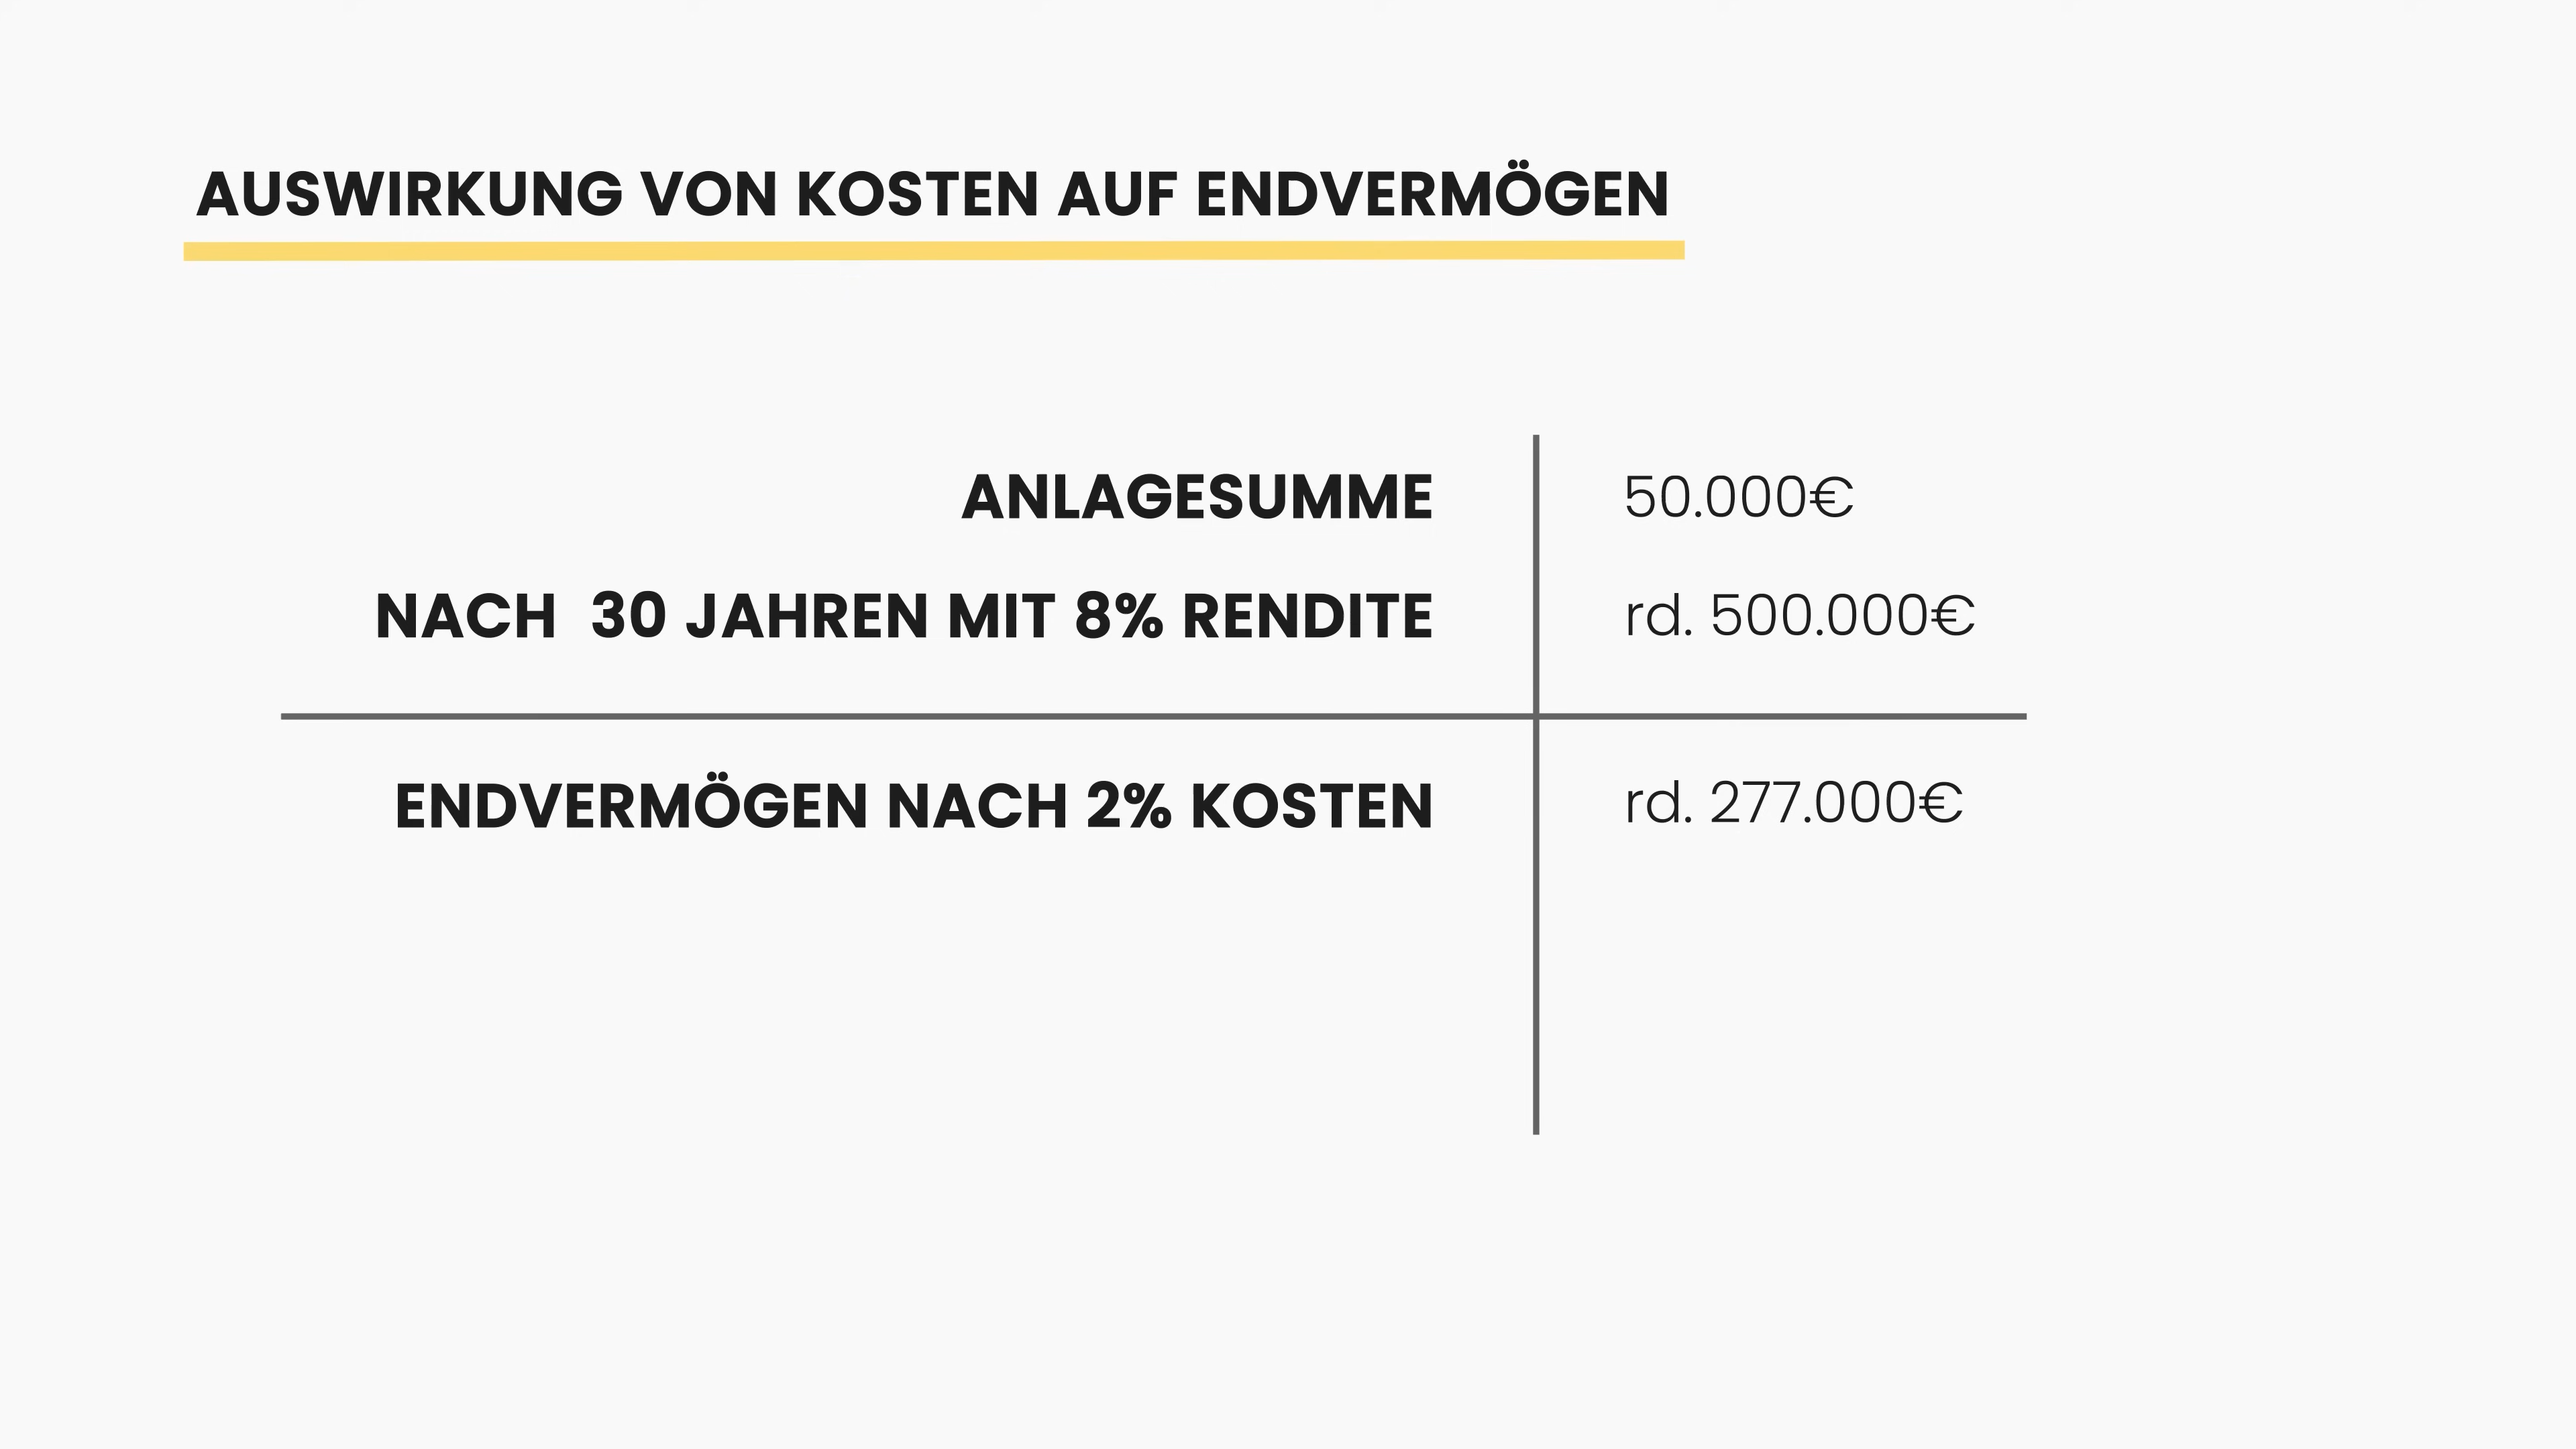 AUSWIRKUNG VON KOSTEN AUF ENDVERMÖGEN
ANLAGESUMME 50.000€
NACH  30 JAHREN MIT 8% RENDITE rd. 500.000€
ENDVERMÖGEN NACH 2% KOSTEN rd. 277.000€